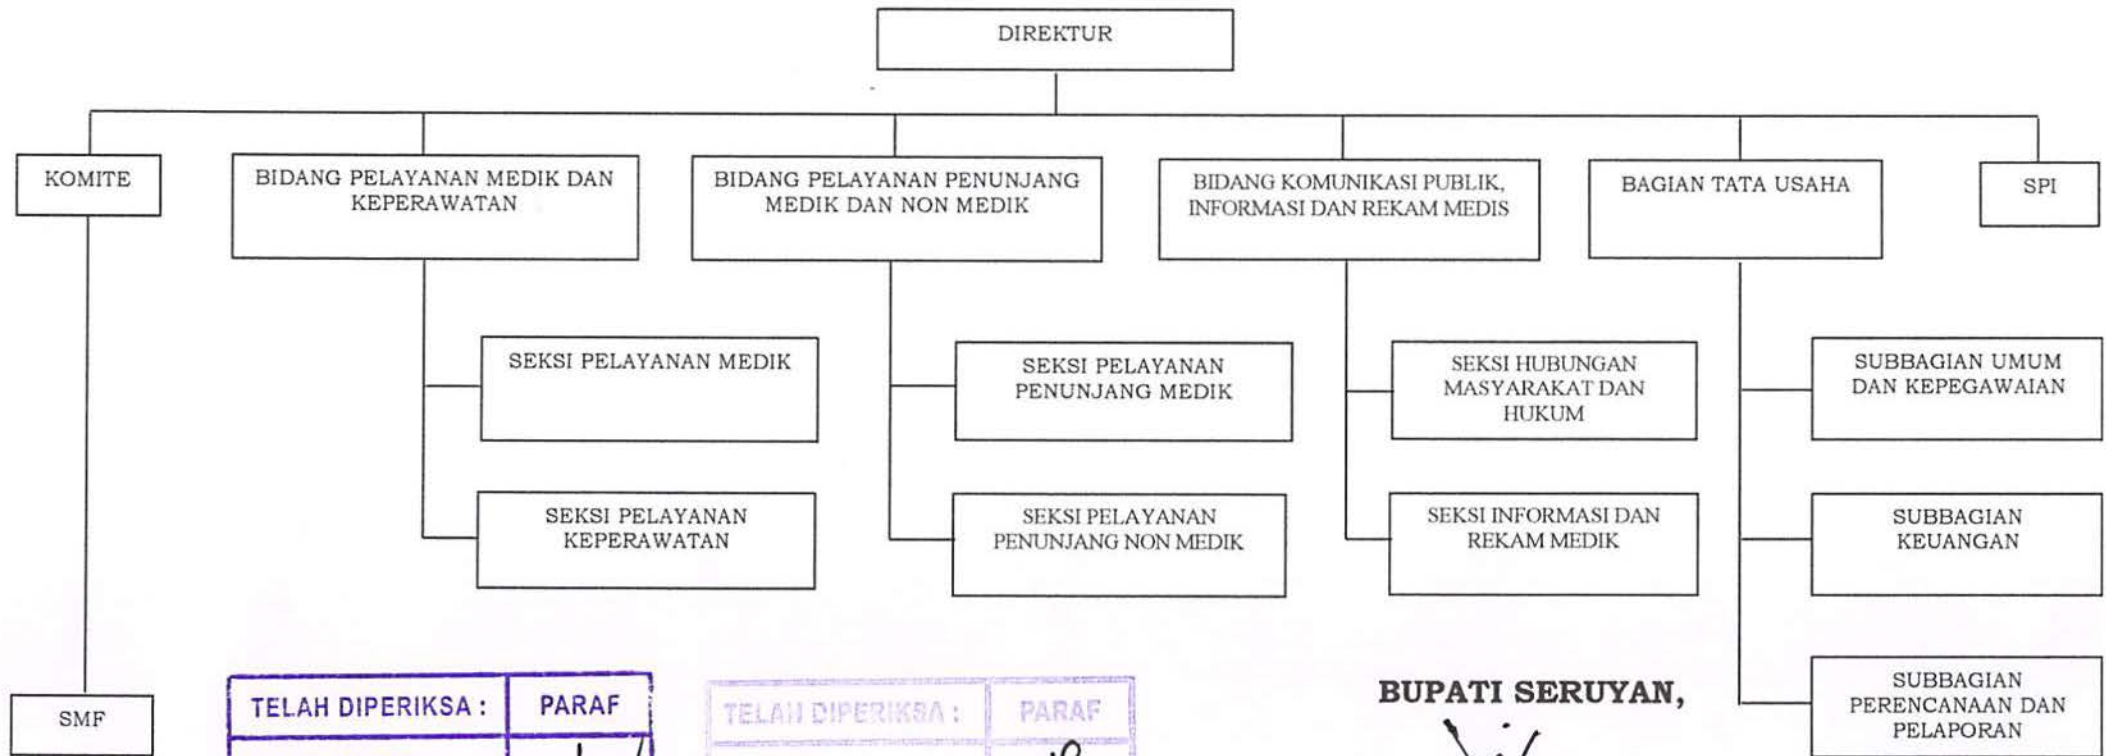 DIREKTUR
KOMITE
BIDANG PELAYANAN MEDIK DAN
KEPERAWATAN
BIDANG PELAYANAN PENUNJANG
MEDIK DAN NON MEDIK
BIDANG KOMUNIKASI PUBLIK,
INFORMASI DAN REKAM MEDIS
BAGIAN TATA USAHA
SPI
SEKSI PELAYANAN MEDIK
SEKSI PELAYANAN
PENUNJANG MEDIK
SEKSI HUBUNGAN
MASYARAKAT DAN
HUKUM
SUBBAGIAN UMUM
DAN KEPEGAWAIAN
SEKSI PELAYANAN
KEPERAWATAN
SEKSI PELAYANAN
PENUNJANG NON MEDIK
SEKSI INFORMASI DAN
REKAM MEDIK
SUBBAGIAN
KEUANGAN
SUBBAGIAN
PERENCANAAN DAN
PELAPORAN
SMF
TELAH DIPERIKSA : PARAF
TELAH DIPERIKSA : PARAF
BUPATI SERUYAN,